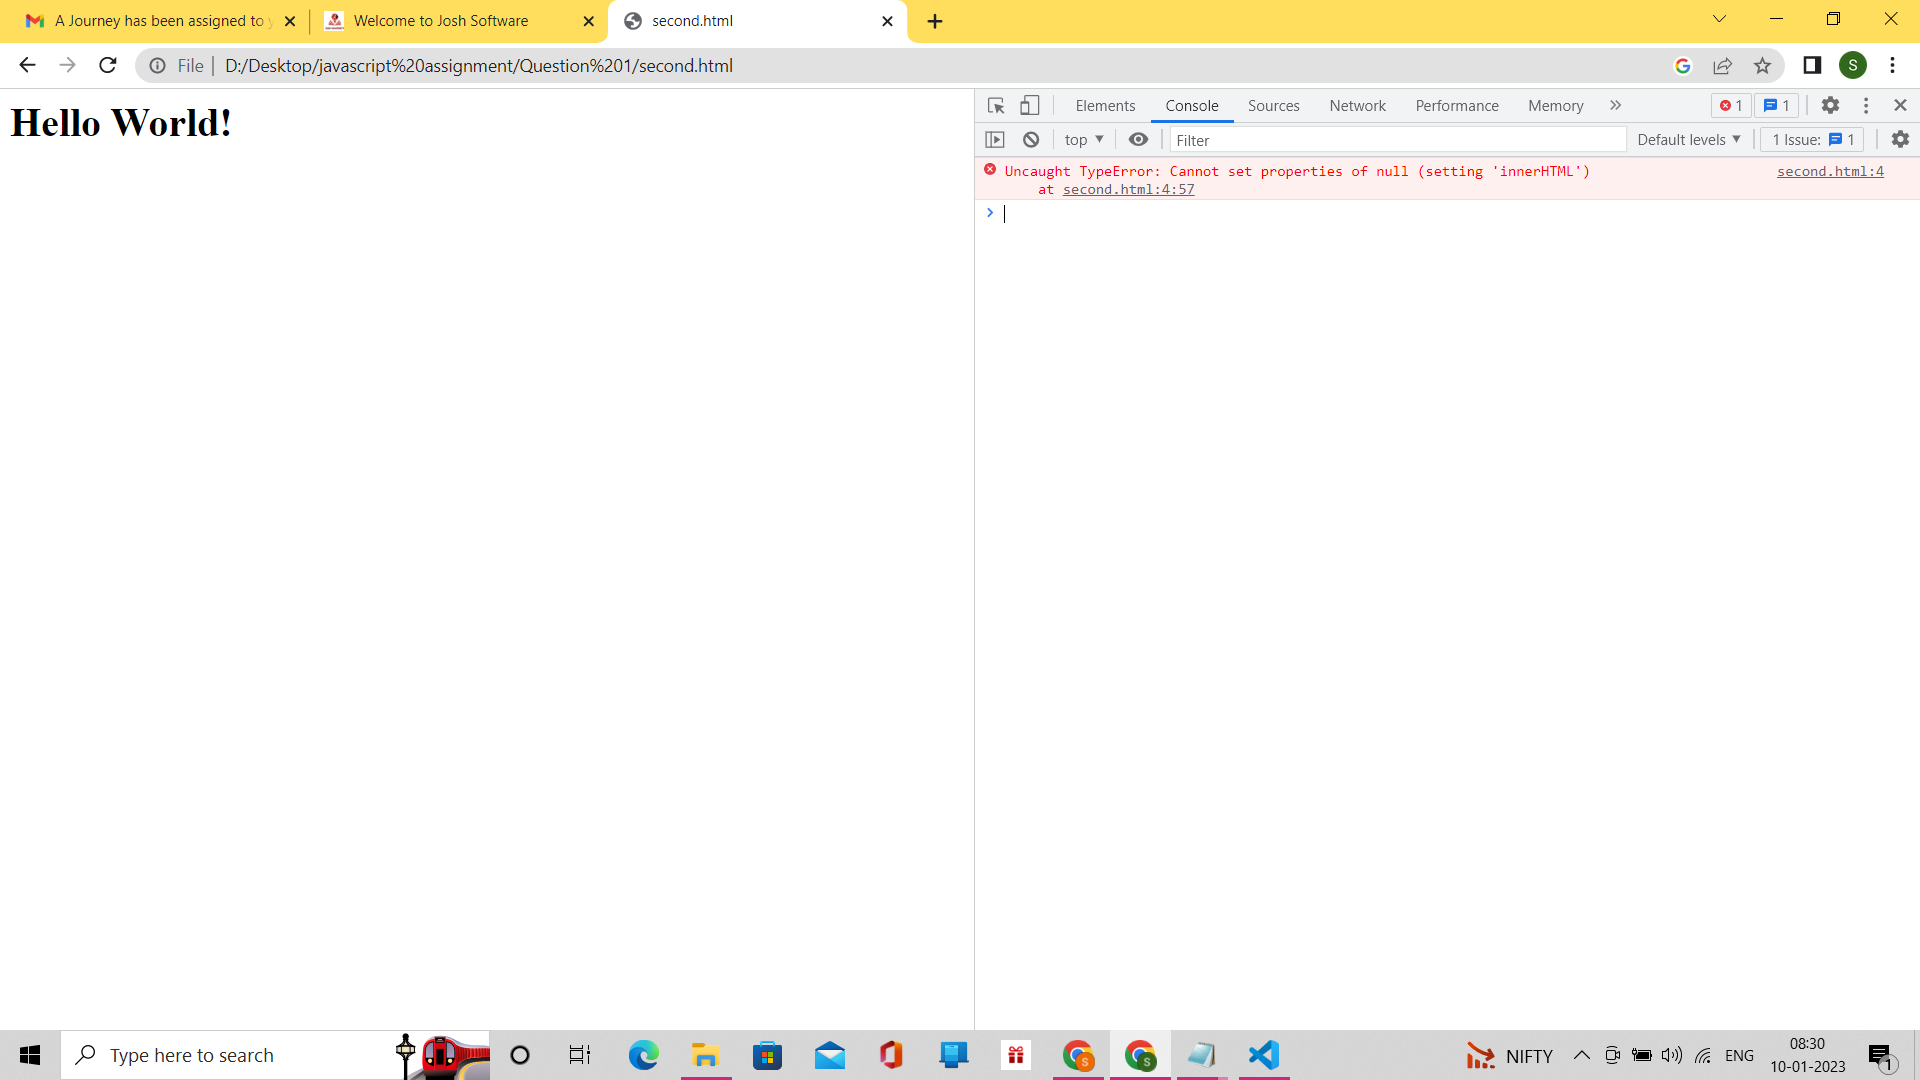 A Journey has been assigned to y
Welcome to Josh Software
second.html
File
D:/Desktop/javascript%20assignment/Question%201/second.html
S
Hello World!
Elements
Console
Sources
Network
Performance
Memory
1
1
top
Filter
Default levels
1 Issue:
1
Uncaught TypeError: Cannot set properties of null (setting 'innerHTML')
second.html:4
at second.html:4:57
Type here to search
S
S
NIFTY
ENG
08:30
10-01-2023
1